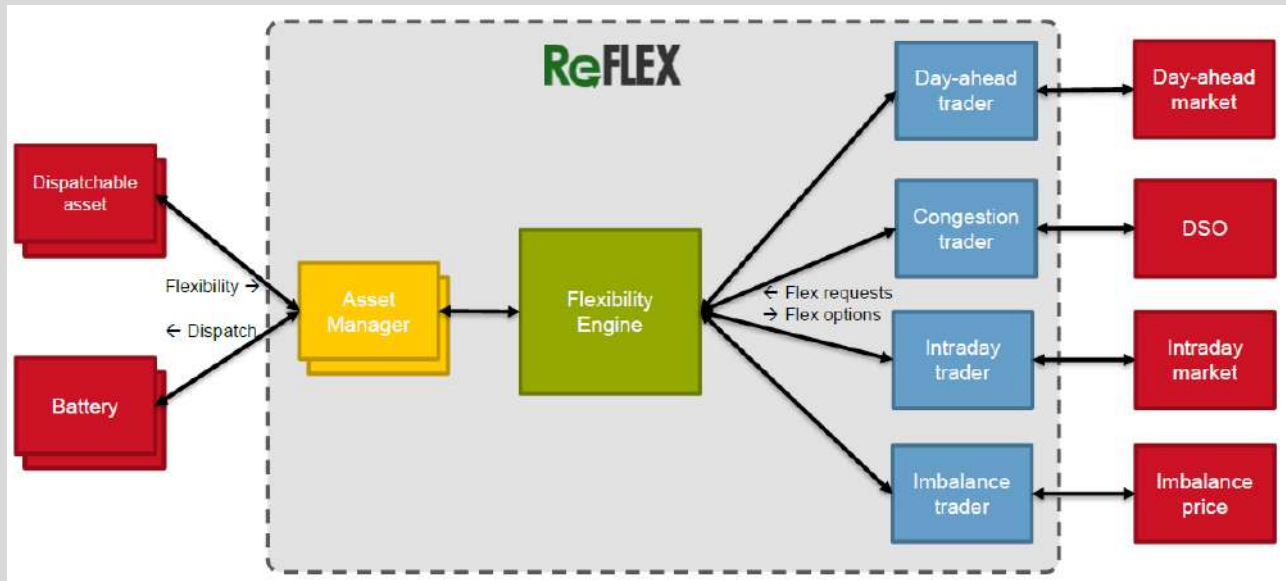 ReFLEX
Day-ahead
trader
Day-ahead
market
Dispatchable
asset
Congestion
trader
DSO
Flexibility →
← Dispatch
Asset
Manager
Flexibility
Engine
← Flex requests
→ Flex options
Intraday
trader
Intraday
market
Battery
Imbalance
trader
Imbalance
price